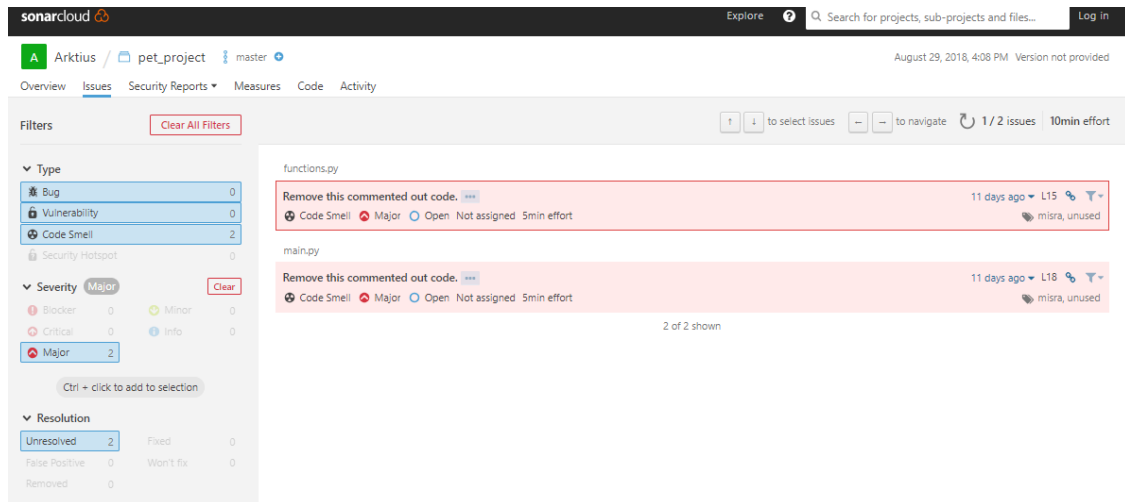 sonarcloud Explore ? Search for projects, sub-projects and files... Log in
A Arktius / pet_project master August 29, 2018, 4:08 PM Version not provided
Overview Issues Security Reports Measures Code Activity
Filters Clear All Filters
↑ ↓ to select issues ← → to navigate 1 / 2 issues 10min effort
Type
Bug 0
Vulnerability 0
Code Smell 2
Security Hotspot 0
Severity Major Clear
Blocker 0 Minor 0
Critical 0 Info 0
Major 2
Ctrl + click to add to selection
Resolution
Unresolved 2 Fixed 0
False Positive 0 Won't fix 0
Removed 0
functions.py
Remove this commented out code. ••• 11 days ago L15
Code Smell Major Open Not assigned 5min effort misra, unused
main.py
Remove this commented out code. ••• 11 days ago L18
Code Smell Major Open Not assigned 5min effort misra, unused
2 of 2 shown